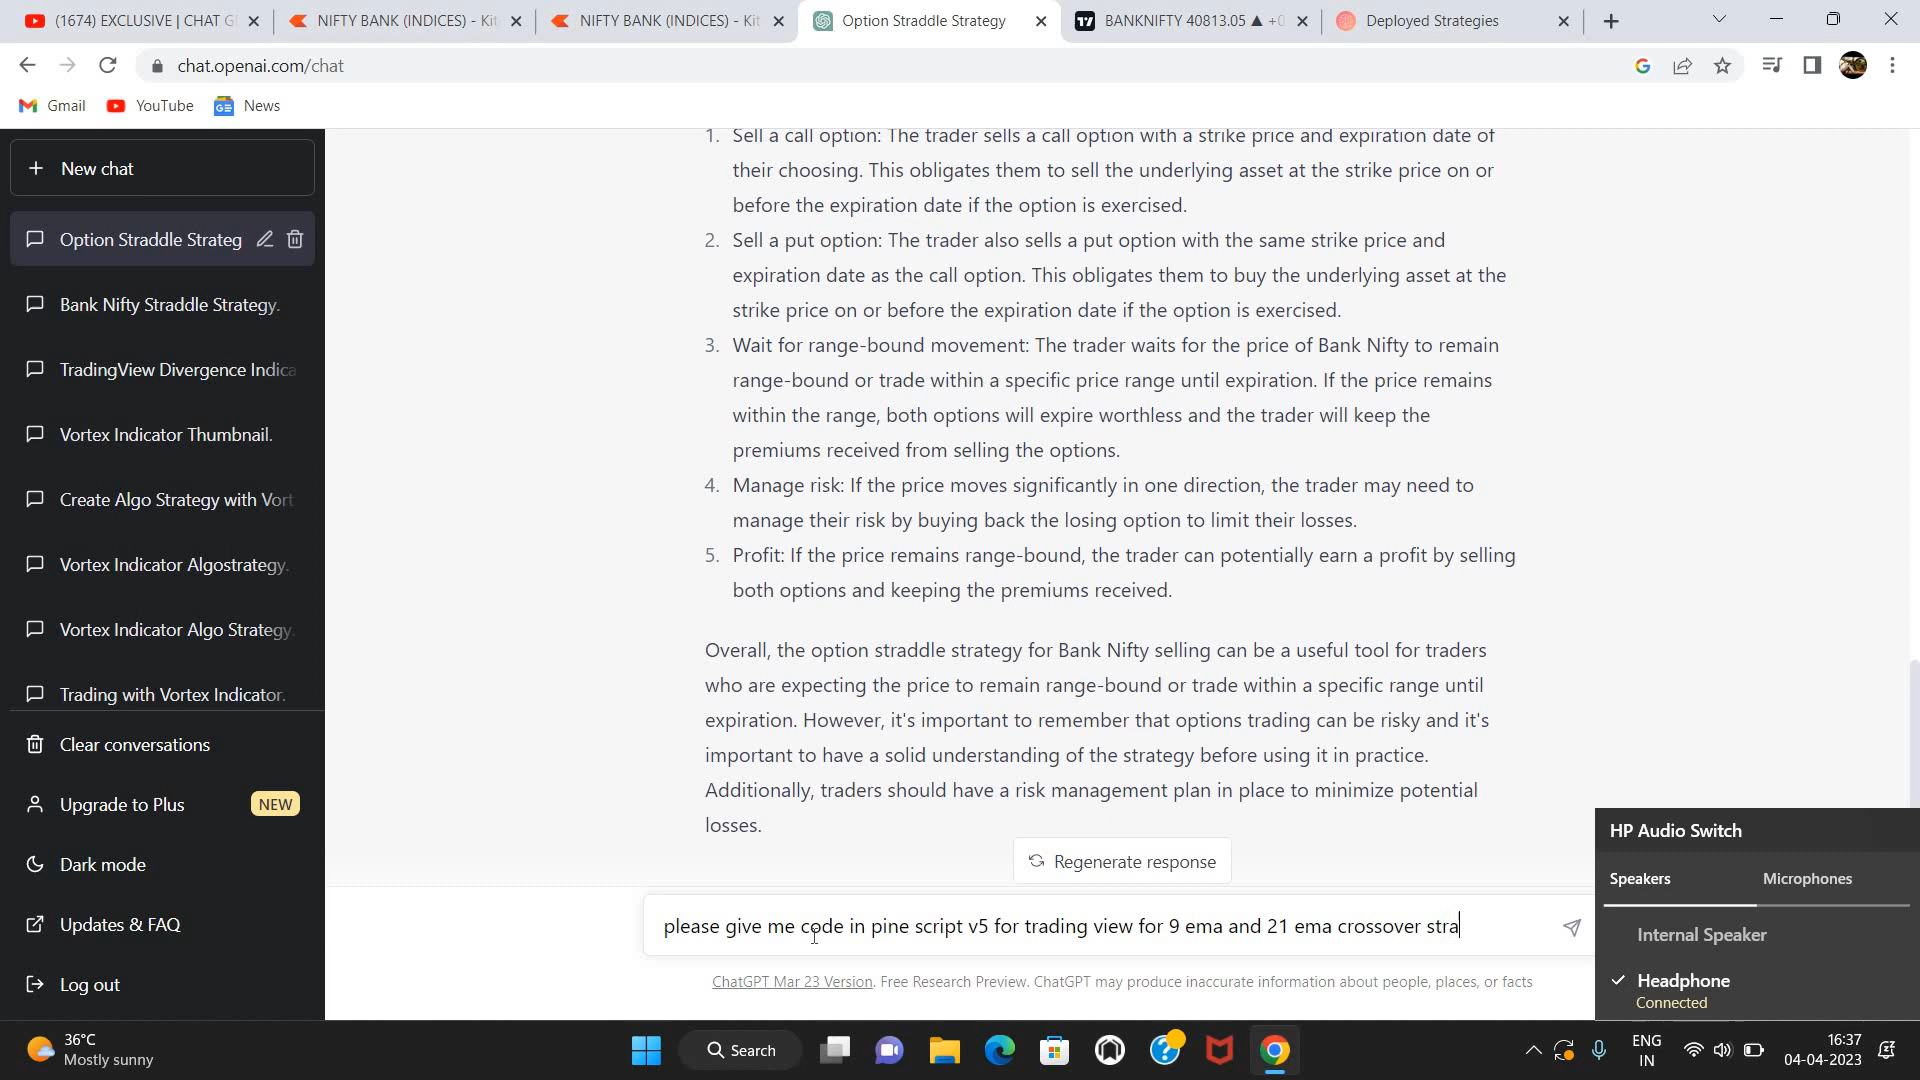 (1674) EXCLUSIVE | CHAT G
NIFTY BANK (INDICES) - Kit
NIFTY BANK (INDICES) - Kit
Option Straddle Strategy
BANKNIFTY 40813.05 ▲ +0
Deployed Strategies
chat.openai.com/chat
Gmail
YouTube
News
New chat
Option Straddle Strateg
Bank Nifty Straddle Strategy.
TradingView Divergence Indica
Vortex Indicator Thumbnail.
Create Algo Strategy with Vort
Vortex Indicator Algostrategy.
Vortex Indicator Algo Strategy.
Trading with Vortex Indicator.
Clear conversations
Upgrade to Plus NEW
Dark mode
Updates & FAQ
Log out
1. Sell a call option: The trader sells a call option with a strike price and expiration date of
their choosing. This obligates them to sell the underlying asset at the strike price on or
before the expiration date if the option is exercised.
2. Sell a put option: The trader also sells a put option with the same strike price and
expiration date as the call option. This obligates them to buy the underlying asset at the
strike price on or before the expiration date if the option is exercised.
3. Wait for range-bound movement: The trader waits for the price of Bank Nifty to remain
range-bound or trade within a specific price range until expiration. If the price remains
within the range, both options will expire worthless and the trader will keep the
premiums received from selling the options.
4. Manage risk: If the price moves significantly in one direction, the trader may need to
manage their risk by buying back the losing option to limit their losses.
5. Profit: If the price remains range-bound, the trader can potentially earn a profit by selling
both options and keeping the premiums received.
Overall, the option straddle strategy for Bank Nifty selling can be a useful tool for traders
who are expecting the price to remain range-bound or trade within a specific range until
expiration. However, it's important to remember that options trading can be risky and it's
important to have a solid understanding of the strategy before using it in practice.
Additionally, traders should have a risk management plan in place to minimize potential
losses.
Regenerate response
please give me code in pine script v5 for trading view for 9 ema and 21 ema crossover stra
ChatGPT Mar 23 Version. Free Research Preview. ChatGPT may produce inaccurate information about people, places, or facts
HP Audio Switch
Speakers
Microphones
Internal Speaker
Headphone
Connected
36°C
Mostly sunny
Search
ENG
IN
16:37
04-04-2023